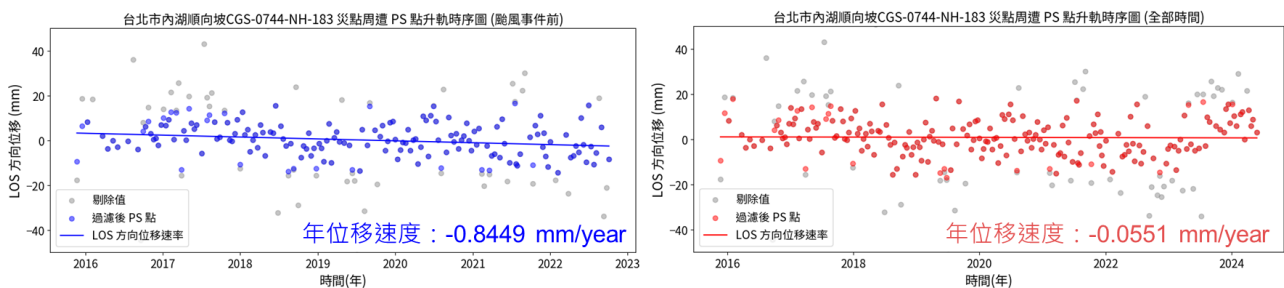 台北市內湖順向坡CGS-0744-NH-183 災點周遭 PS 點升軌時序圖 (颱風事件前)
LOS 方向位移 (mm)
40
20
0
−20
−40
剔除值
過濾後 PS 點
LOS 方向位移速率
年位移速度：-0.8449 mm/year
2016 2017 2018 2019 2020 2021 2022 2023
時間(年)
台北市內湖順向坡CGS-0744-NH-183 災點周遭 PS 點升軌時序圖 (全部時間)
LOS 方向位移 (mm)
40
20
0
−20
−40
剔除值
過濾後 PS 點
LOS 方向位移速率
年位移速度：-0.0551 mm/year
2016 2018 2020 2022 2024
時間(年)